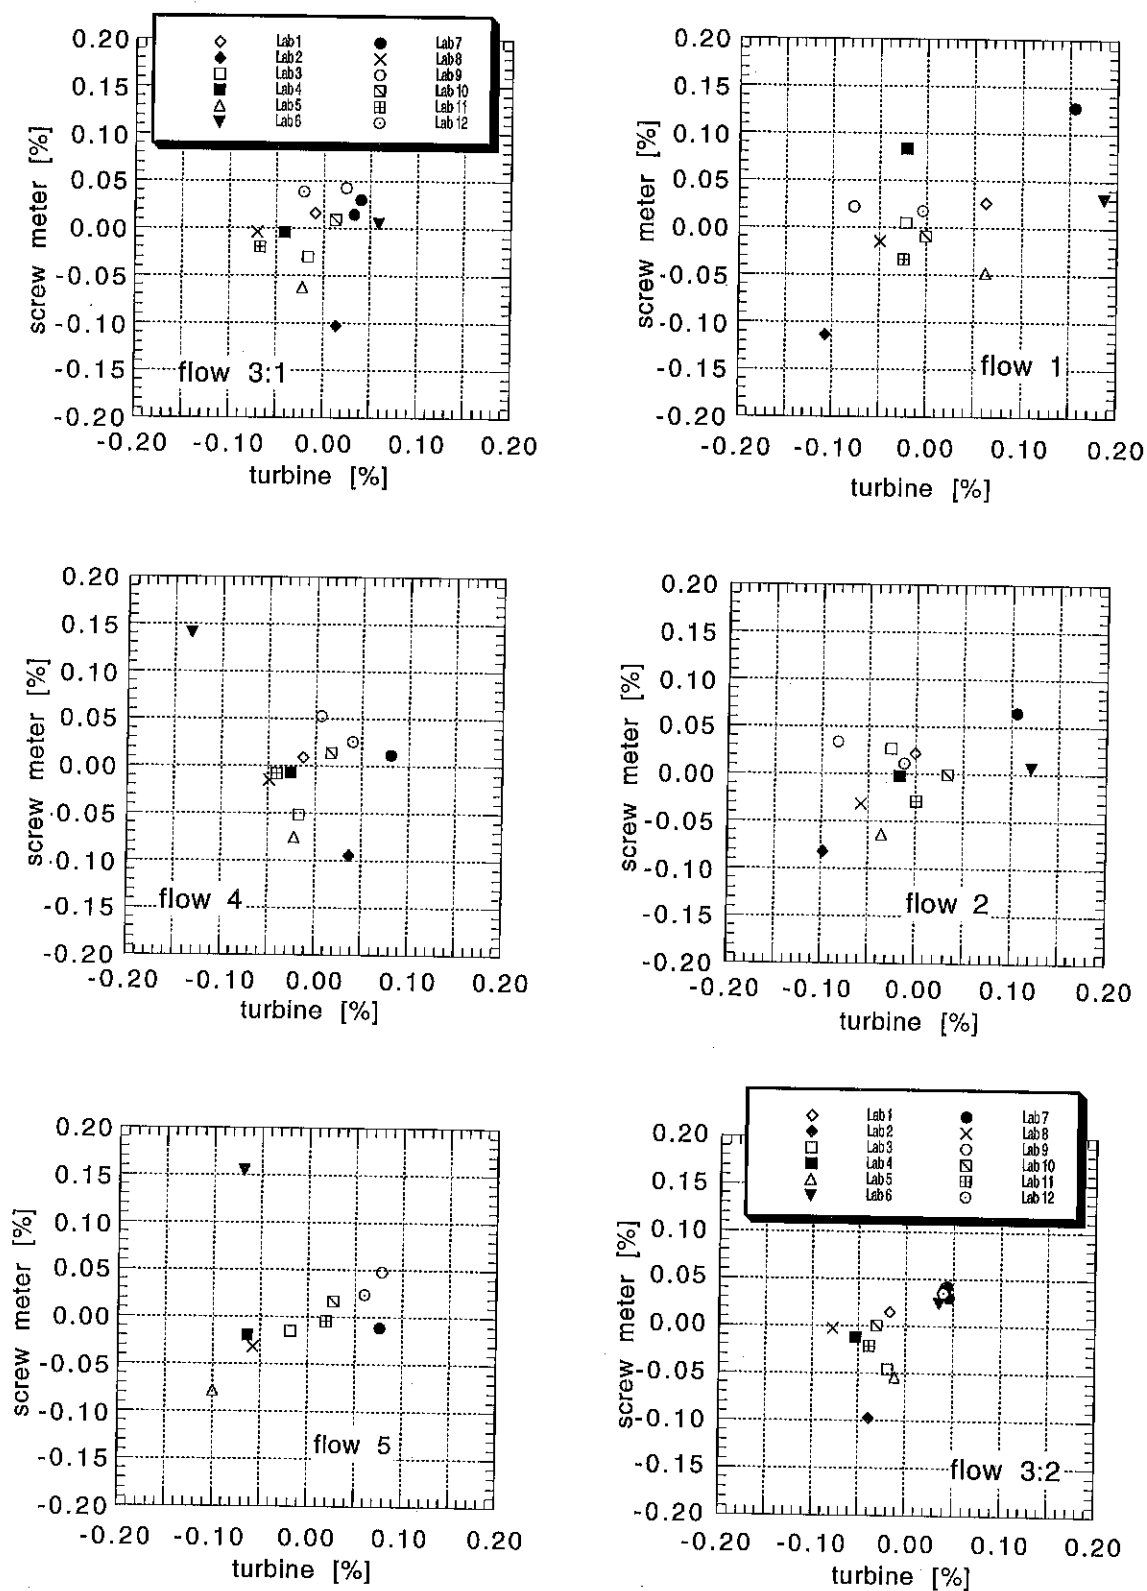 Lab1 Lab7
Lab2 Lab8
Lab3 Lab9
Lab4 Lab10
Lab5 Lab11
Lab6 Lab12
0.20
0.15
0.10
0.05
0.00
-0.05
-0.10
-0.15
-0.20
screw meter [%]
flow 3:1
-0.20 -0.10 0.00 0.10 0.20
turbine [%]
0.20
0.15
0.10
0.05
0.00
-0.05
-0.10
-0.15
-0.20
screw meter [%]
flow 1
-0.20 -0.10 0.00 0.10 0.20
turbine [%]
0.20
0.15
0.10
0.05
0.00
-0.05
-0.10
-0.15
-0.20
screw meter [%]
flow 4
-0.20 -0.10 0.00 0.10 0.20
turbine [%]
0.20
0.15
0.10
0.05
0.00
-0.05
-0.10
-0.15
-0.20
screw meter [%]
flow 2
-0.20 -0.10 0.00 0.10 0.20
turbine [%]
0.20
0.15
0.10
0.05
0.00
-0.05
-0.10
-0.15
-0.20
screw meter [%]
flow 5
-0.20 -0.10 0.00 0.10 0.20
turbine [%]
Lab1 Lab7
Lab2 Lab8
Lab3 Lab9
Lab4 Lab10
Lab5 Lab11
Lab6 Lab12
0.20
0.15
0.10
0.05
0.00
-0.05
-0.10
-0.15
-0.20
screw meter [%]
flow 3:2
-0.20 -0.10 0.00 0.10 0.20
turbine [%]